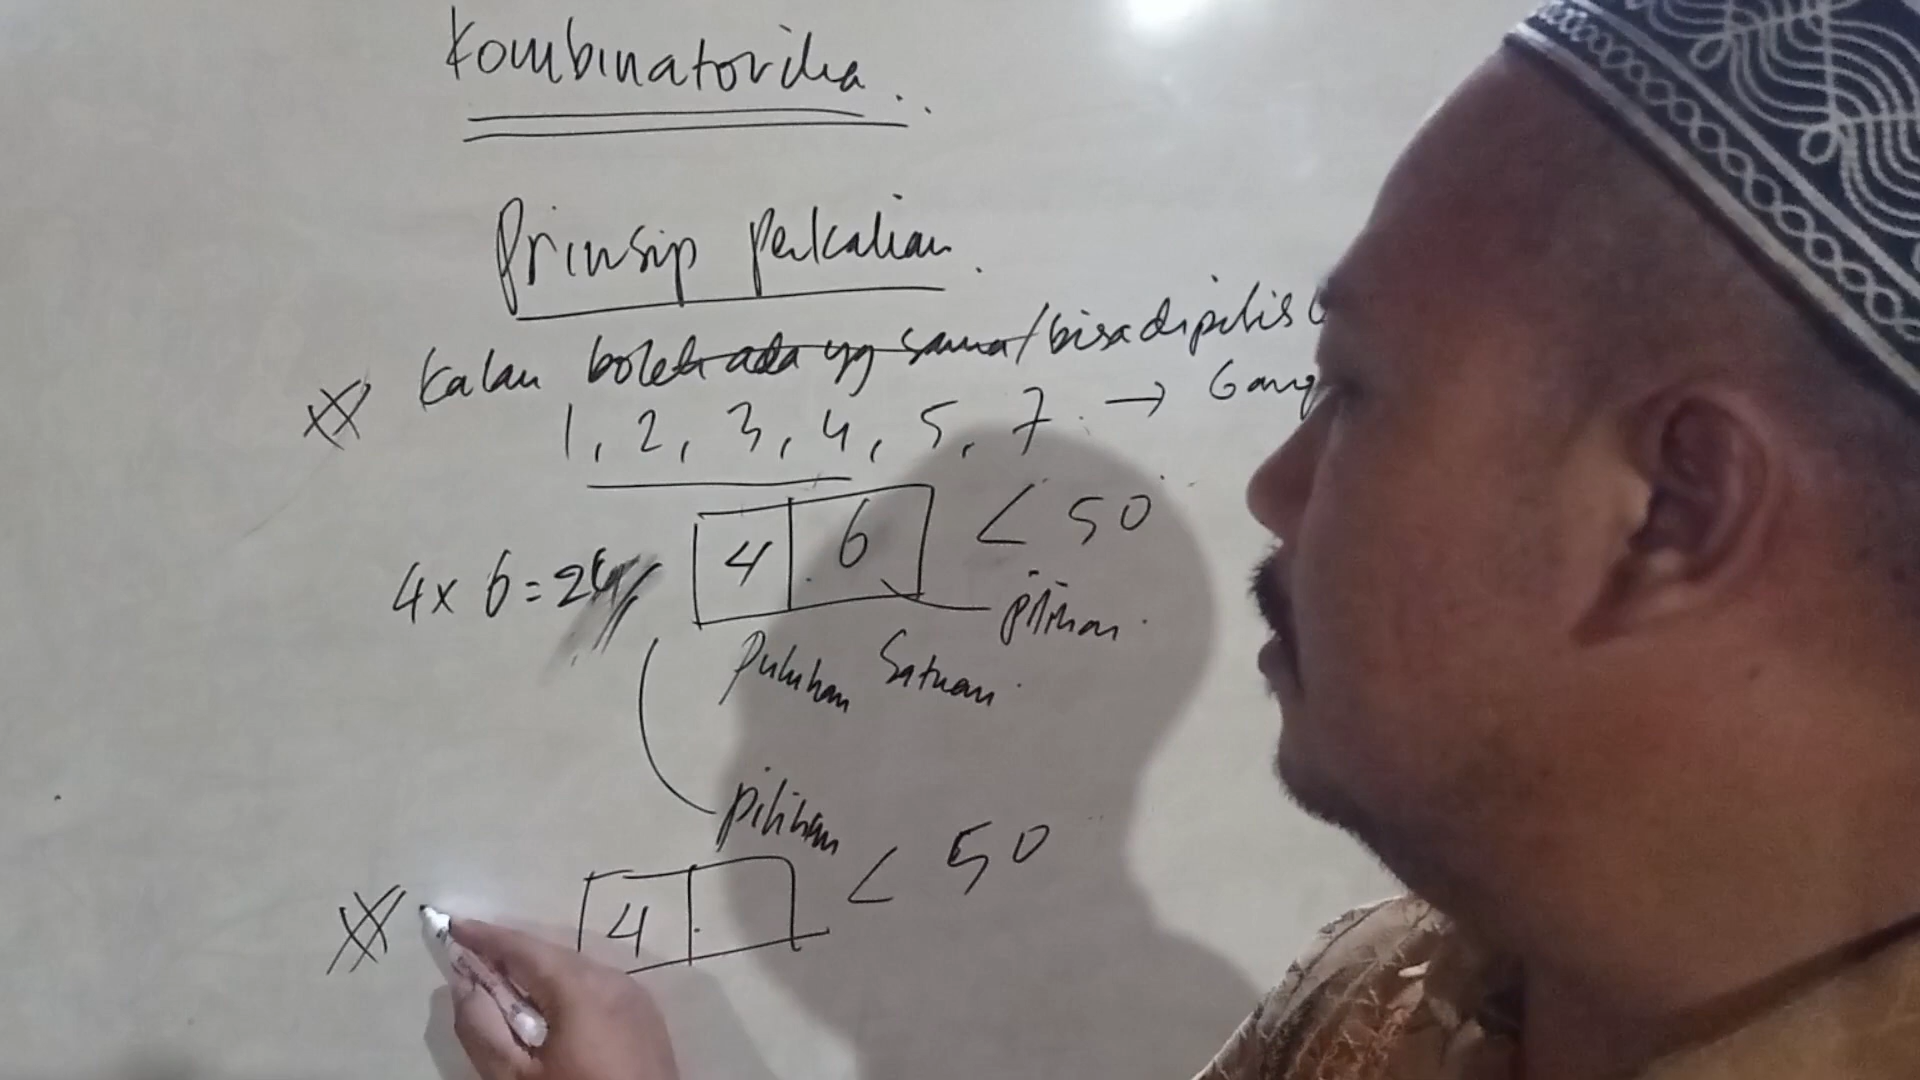 Kombinatorika..
Prinsip Perkalian.
Kalau boleh ada yg sama/bisa dipilih
1, 2, 3, 4, 5, 7. →
4 6 < 50
4 x 6 = 24
pilihan.
Puluhan Satuan.
pilihan
4 < 50